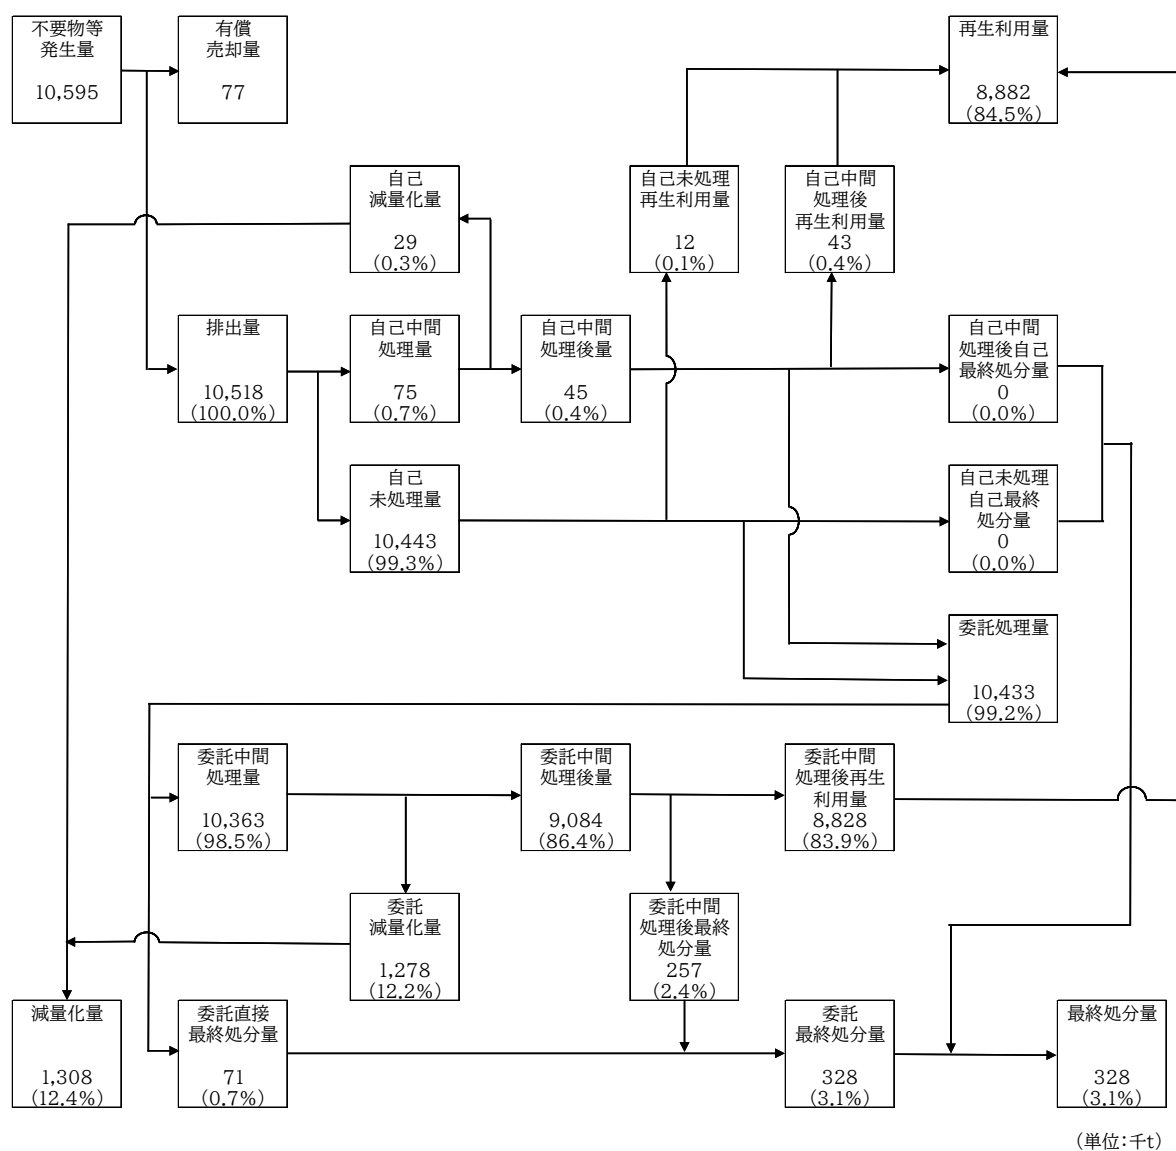 不要物等
発生量
10,595
有償
売却量
77
再生利用量
8,882
(84.5%)
自己
減量化量
29
(0.3%)
自己未処理
再生利用量
12
(0.1%)
自己中間
処理後
再生利用量
43
(0.4%)
排出量
10,518
(100.0%)
自己中間
処理量
75
(0.7%)
自己中間
処理後量
45
(0.4%)
自己中間
処理後自己
最終処分量
0
(0.0%)
自己
未処理量
10,443
(99.3%)
自己未処理
自己最終
処分量
0
(0.0%)
委託処理量
10,433
(99.2%)
委託中間
処理量
10,363
(98.5%)
委託中間
処理後量
9,084
(86.4%)
委託中間
処理後再生
利用量
8,828
(83.9%)
委託
減量化量
1,278
(12.2%)
委託中間
処理後最終
処分量
257
(2.4%)
減量化量
1,308
(12.4%)
委託直接
最終処分量
71
(0.7%)
委託
最終処分量
328
(3.1%)
最終処分量
328
(3.1%)
(単位:千t)